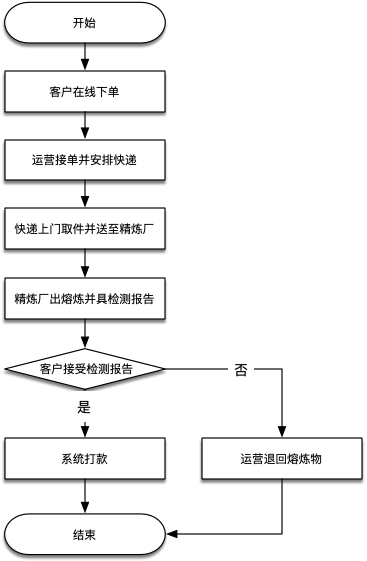 开始
客户在线下单
运营接单并安排快递
快递上门取件并送至精炼厂
精炼厂出熔炼并具检测报告
客户接受检测报告
否
是
系统打款
运营退回熔炼物
结束